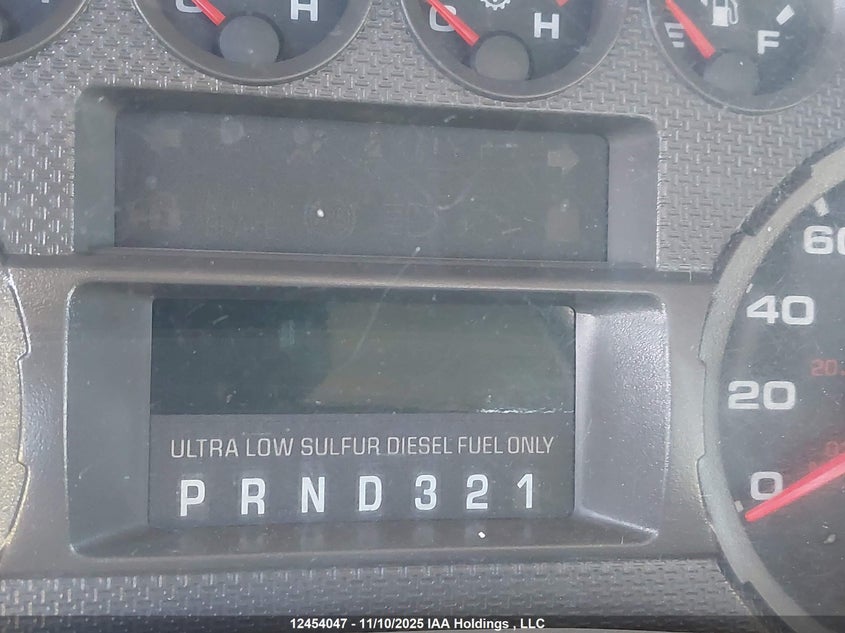 C H
C H
F
60
40
20
20
0
ULTRA LOW SULFUR DIESEL FUEL ONLY
P R N D 3 2 1
12454047 - 11/10/2025 IAA Holdings , LLC